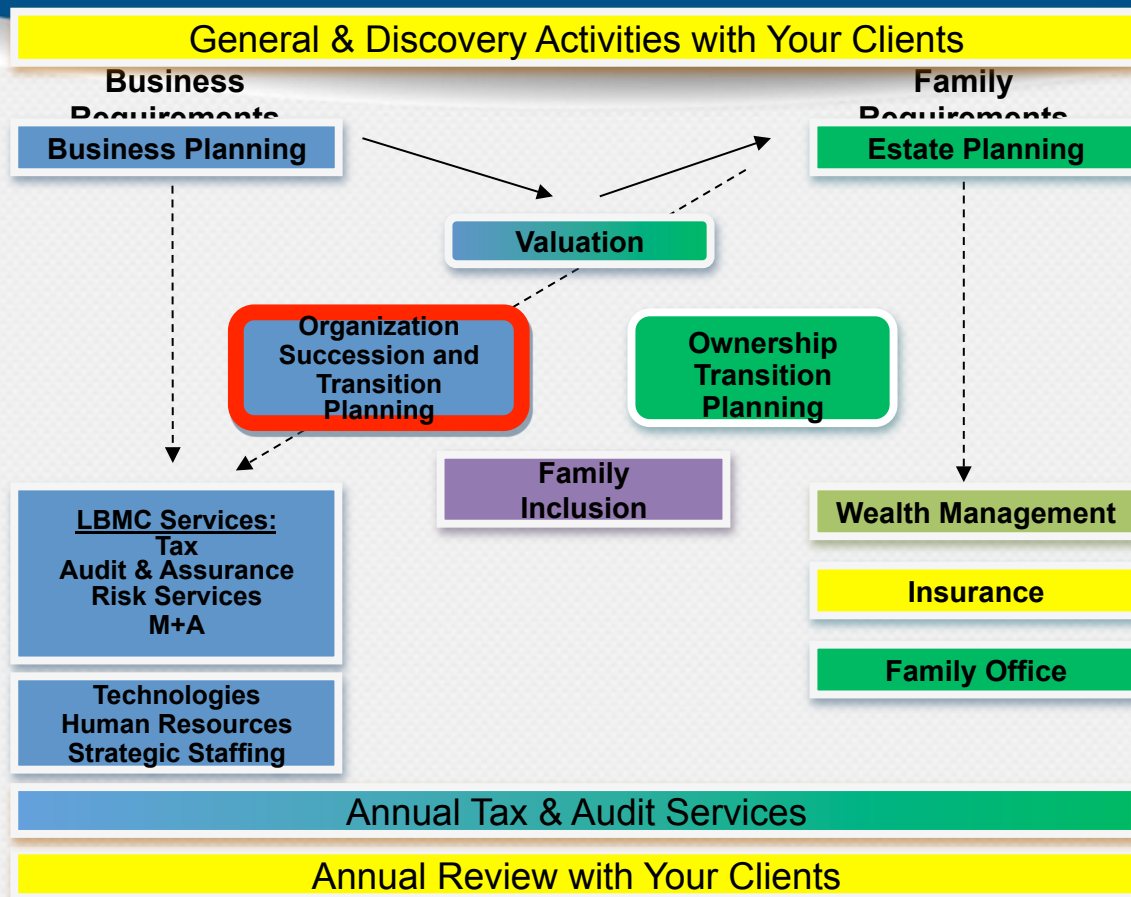 General & Discovery Activities with Your Clients
Business
Requirements
Family
Requirements
Business Planning
Estate Planning
Valuation
Organization
Succession and
Transition
Planning
Ownership
Transition
Planning
Family
Inclusion
LBMC Services:
Tax
Audit & Assurance
Risk Services
M+A
Wealth Management
Insurance
Family Office
Technologies
Human Resources
Strategic Staffing
Annual Tax & Audit Services
Annual Review with Your Clients